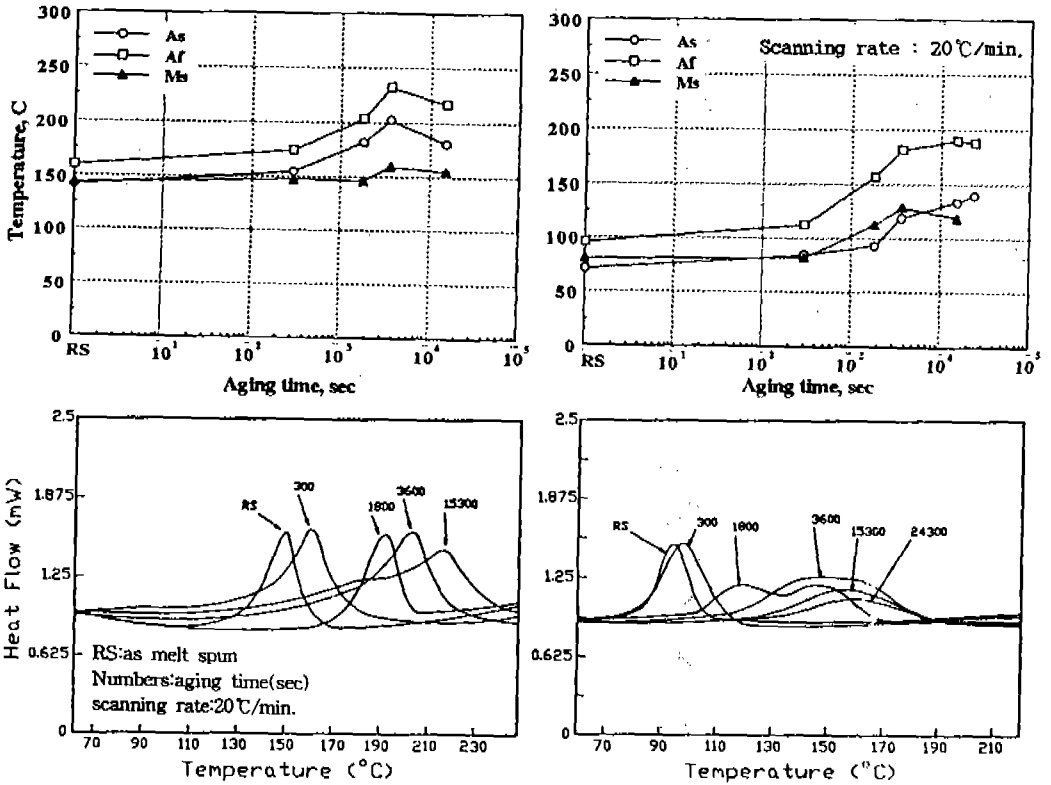 300
250
200
150
100
50
0
Temperature, C
As
Af
Ms
RS 10¹ 10² 10³ 10⁴ 10⁵
Aging time, sec
300
250
200
150
100
50
0
As
Af
Ms
Scanning rate : 20℃/min.
RS 10¹ 10² 10³ 10⁴ 10⁵
Aging time, sec
2.5
1.875
1.25
0.625
0
Heat Flow (mW)
RS
300
1800
3600
15300
RS:as melt spun
Numbers:aging time(sec)
scanning rate:20℃/min.
70 90 110 130 150 170 190 210 230
Temperature (°C)
2.5
1.875
1.25
0.625
0
RS
300
1800
3600
15300
24300
70 90 110 130 150 170 190 210
Temperature (°C)